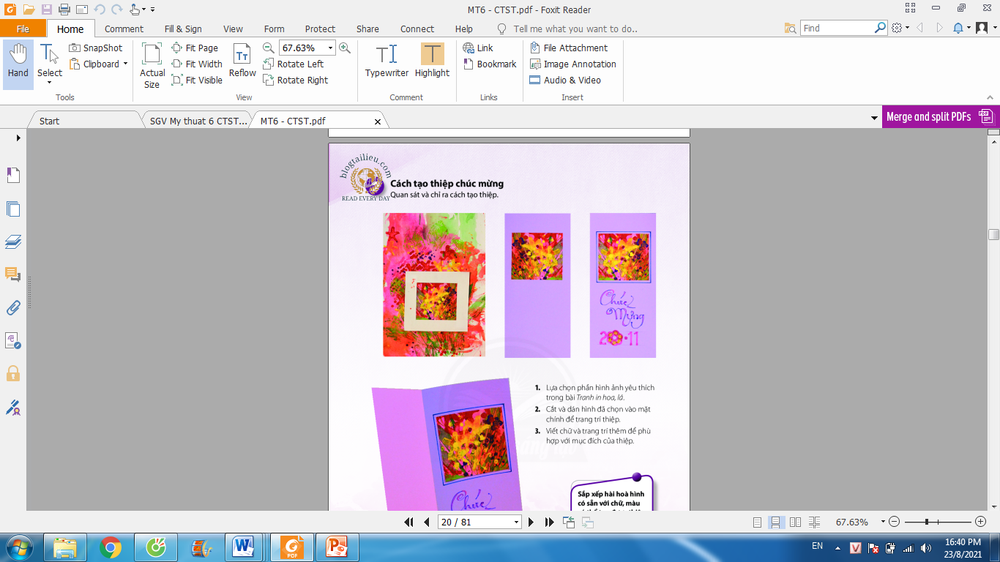 MT6 - CTST.pdf - Foxit Reader
File
Home
Comment
Fill & Sign
View
Form
Protect
Share
Connect
Help
Tell me what you want to do..
Find
Hand
Select
SnapShot
Clipboard
Tools
Actual
Size
Fit Page
Fit Width
Fit Visible
Reflow
67.63%
Rotate Left
Rotate Right
View
Typewriter
Highlight
Comment
Link
Bookmark
Links
File Attachment
Image Annotation
Audio & Video
Insert
Start
SGV My thuat 6 CTST...
MT6 - CTST.pdf
Merge and split PDFs
blogtailieu.com
READ EVERY DAY
Cách tạo thiệp chúc mừng
Quan sát và chỉ ra cách tạo thiệp.
Chúc
Mừng
20·11
1. Lựa chọn phần hình ảnh yêu thích
trong bài Tranh in hoa, lá.
2. Cắt và dán hình đã chọn vào mặt
chính để trang trí thiệp.
3. Viết chữ và trang trí thêm để phù
hợp với mục đích của thiệp.
Chúc
Sắp xếp hài hoà hình
có sẵn với chữ, màu
20 / 81
67.63%
PDF
EN
16:40 PM
23/8/2021